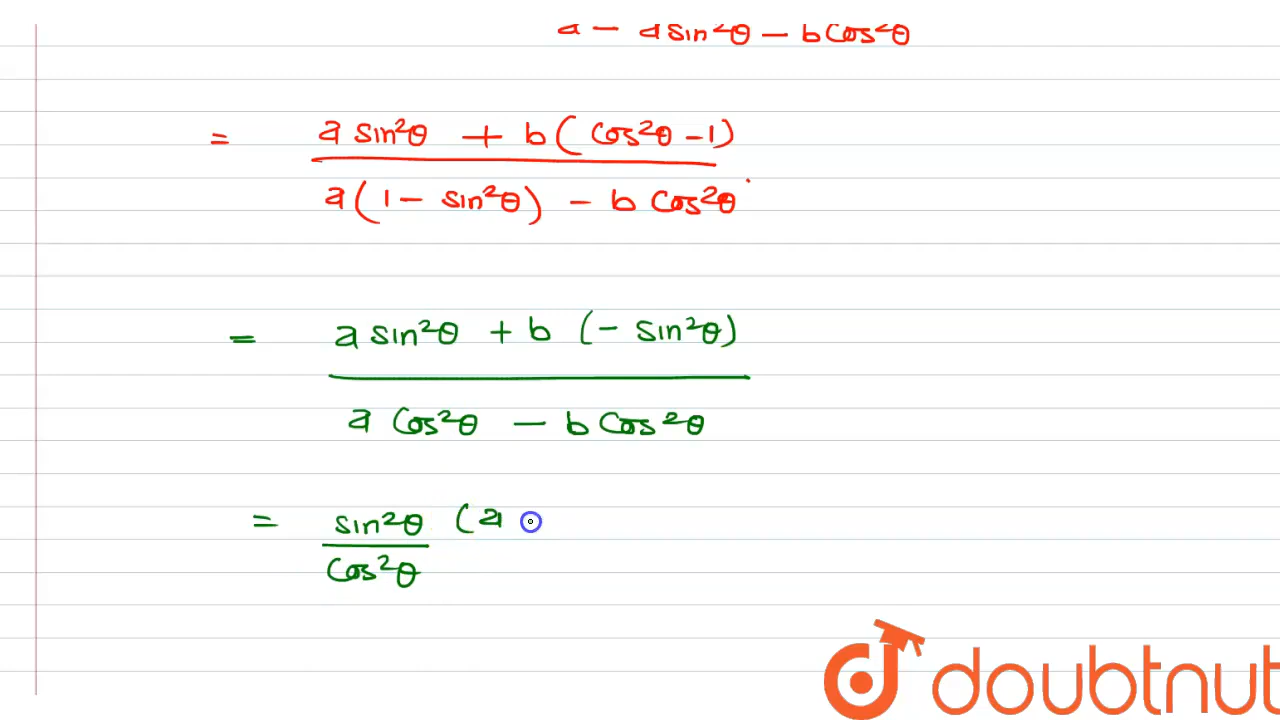 a - a sin²θ - b cos²θ
= a sin²θ + b (cos²θ - 1)
a (1 - sin²θ) - b cos²θ
= a sin²θ + b (- sin²θ)
a cos²θ - b cos²θ
= sin²θ (a
cos²θ
doubtnut